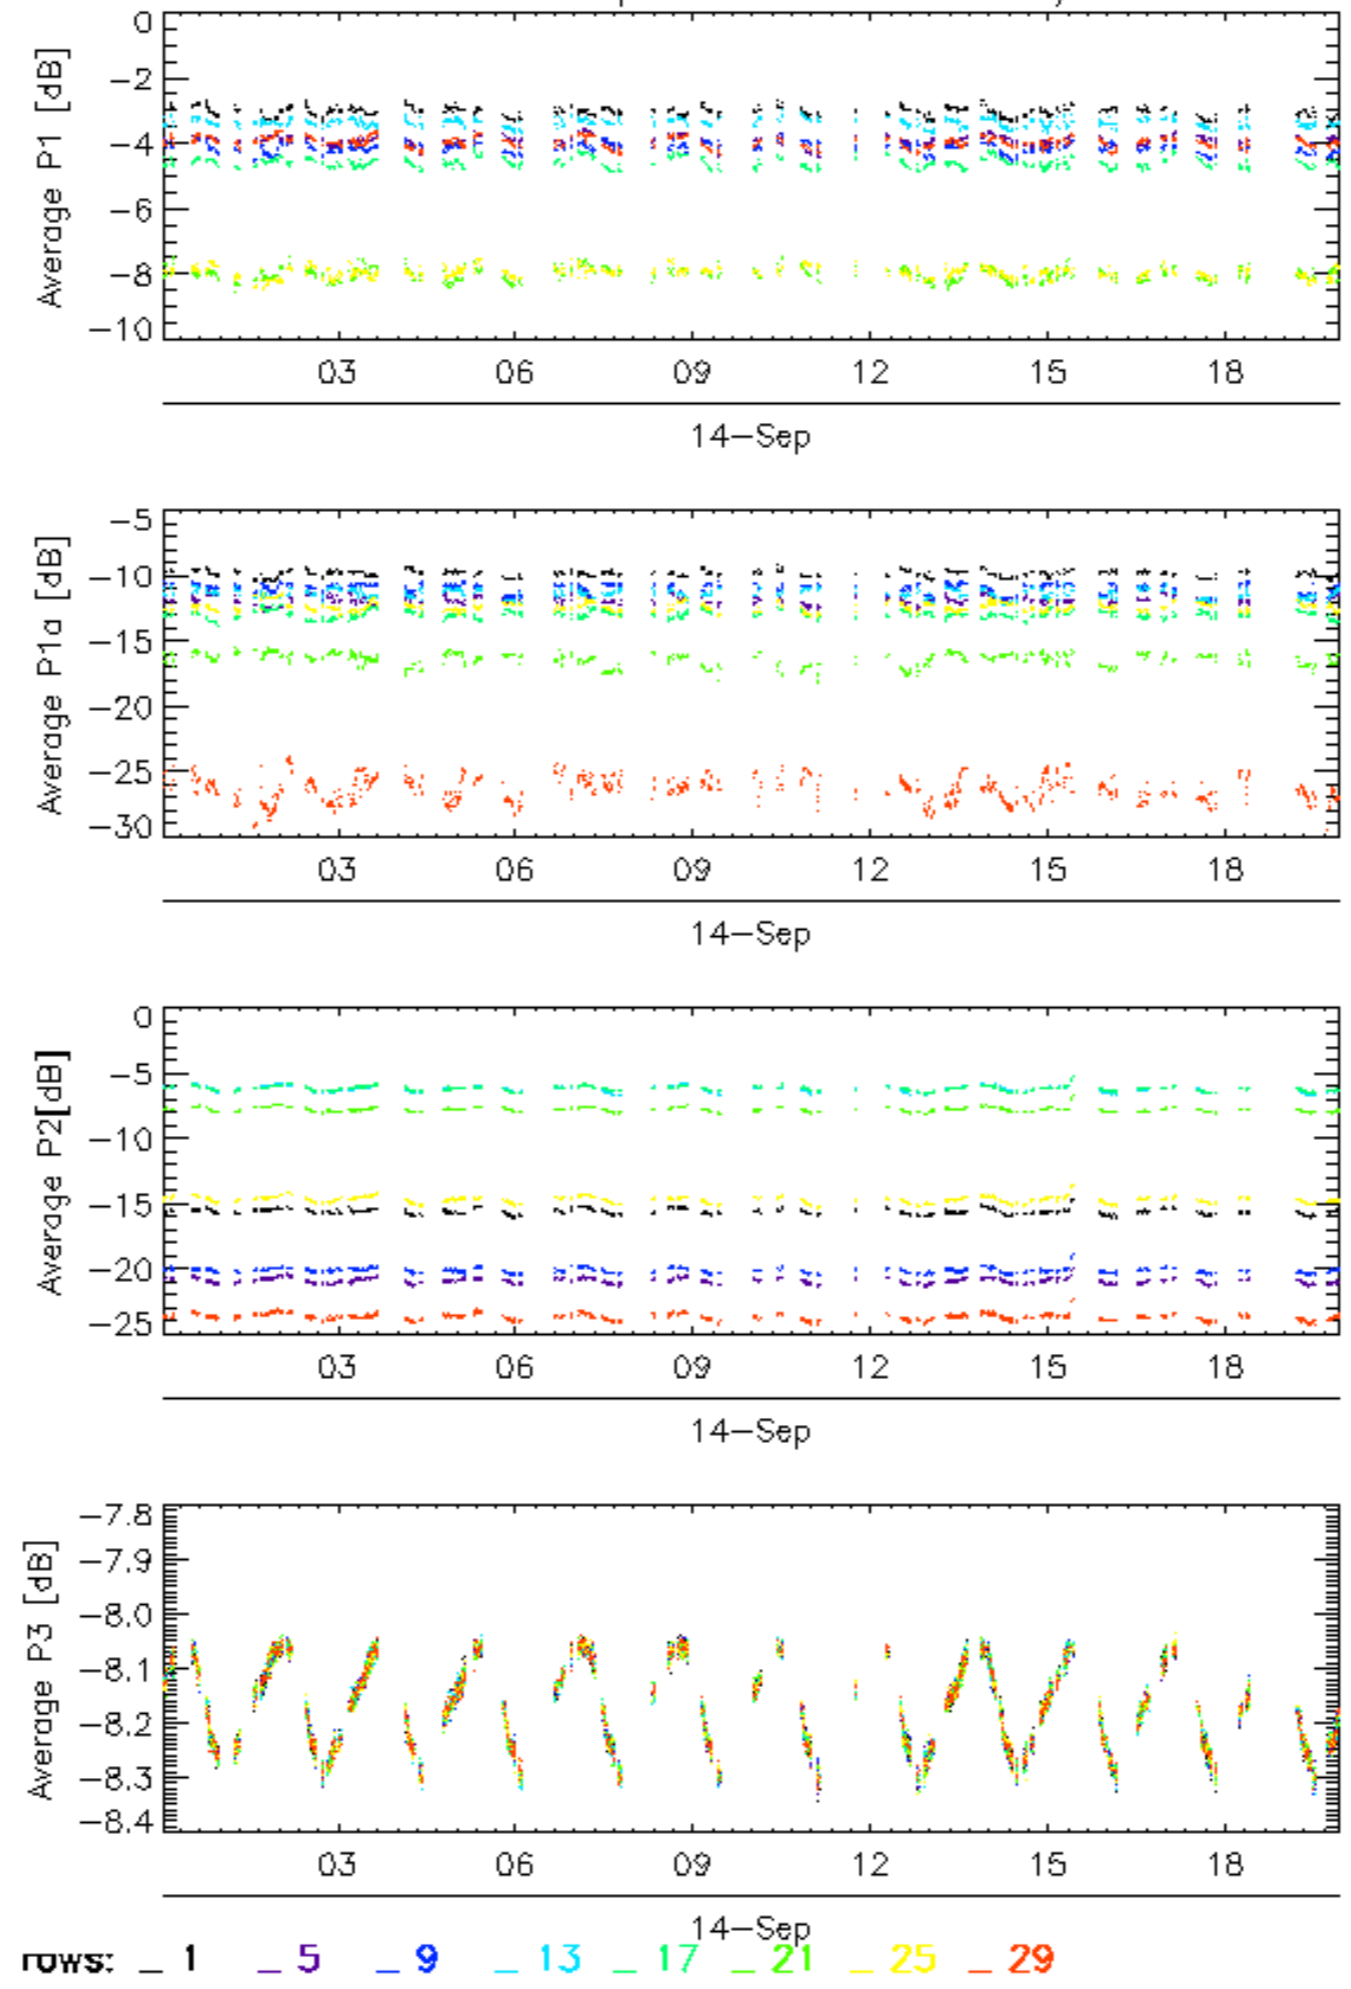 0
−2
−4
−6
−8
−10
Average P1 [dB]
03 06 09 12 15 18
14−Sep
−5
−10
−15
−20
−25
−30
Average P1a [dB]
03 06 09 12 15 18
14−Sep
0
−5
−10
−15
−20
−25
Average P2[dB]
03 06 09 12 15 18
14−Sep
−7.8
−7.9
−8.0
−8.1
−8.2
−8.3
−8.4
Average P3 [dB]
03 06 09 12 15 18
14−Sep
rows: _ 1 _ 5 _ 9 _ 13 _ 17 _ 21 _ 25 _ 29